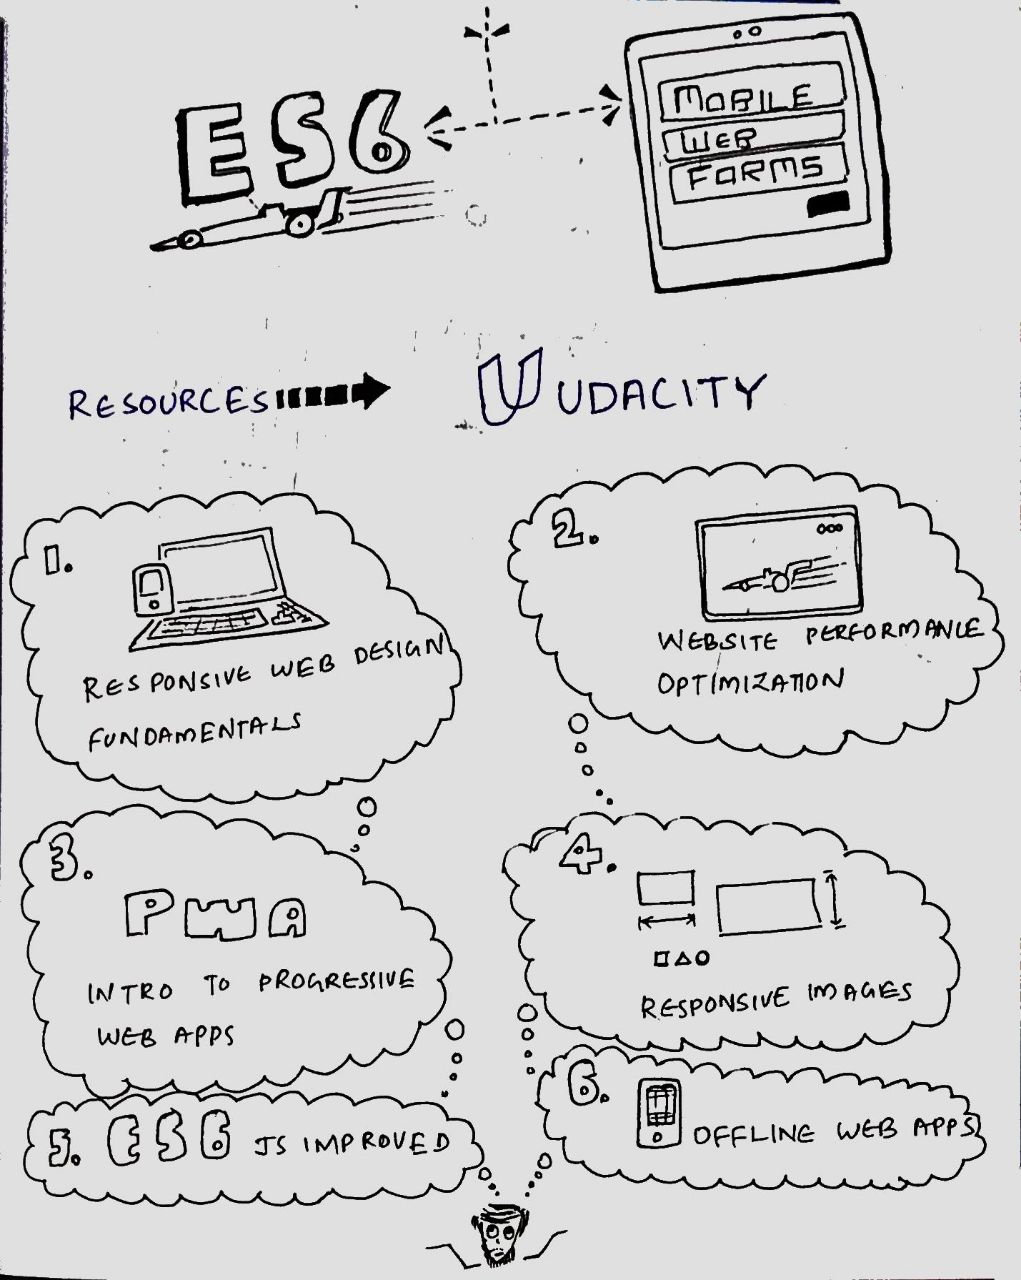 ES6
MOBILE
WEB
FORMS
RESOURCES
UDACITY
1.
RESPONSIVE WEB DESIGN
FUNDAMENTALS
2.
WEBSITE PERFORMANCE
OPTIMIZATION
3.
PWA
INTRO TO PROGRESSIVE
WEB APPS
4.
RESPONSIVE IMAGES
5. ES6 JS IMPROVED
6.
OFFLINE WEB APPS